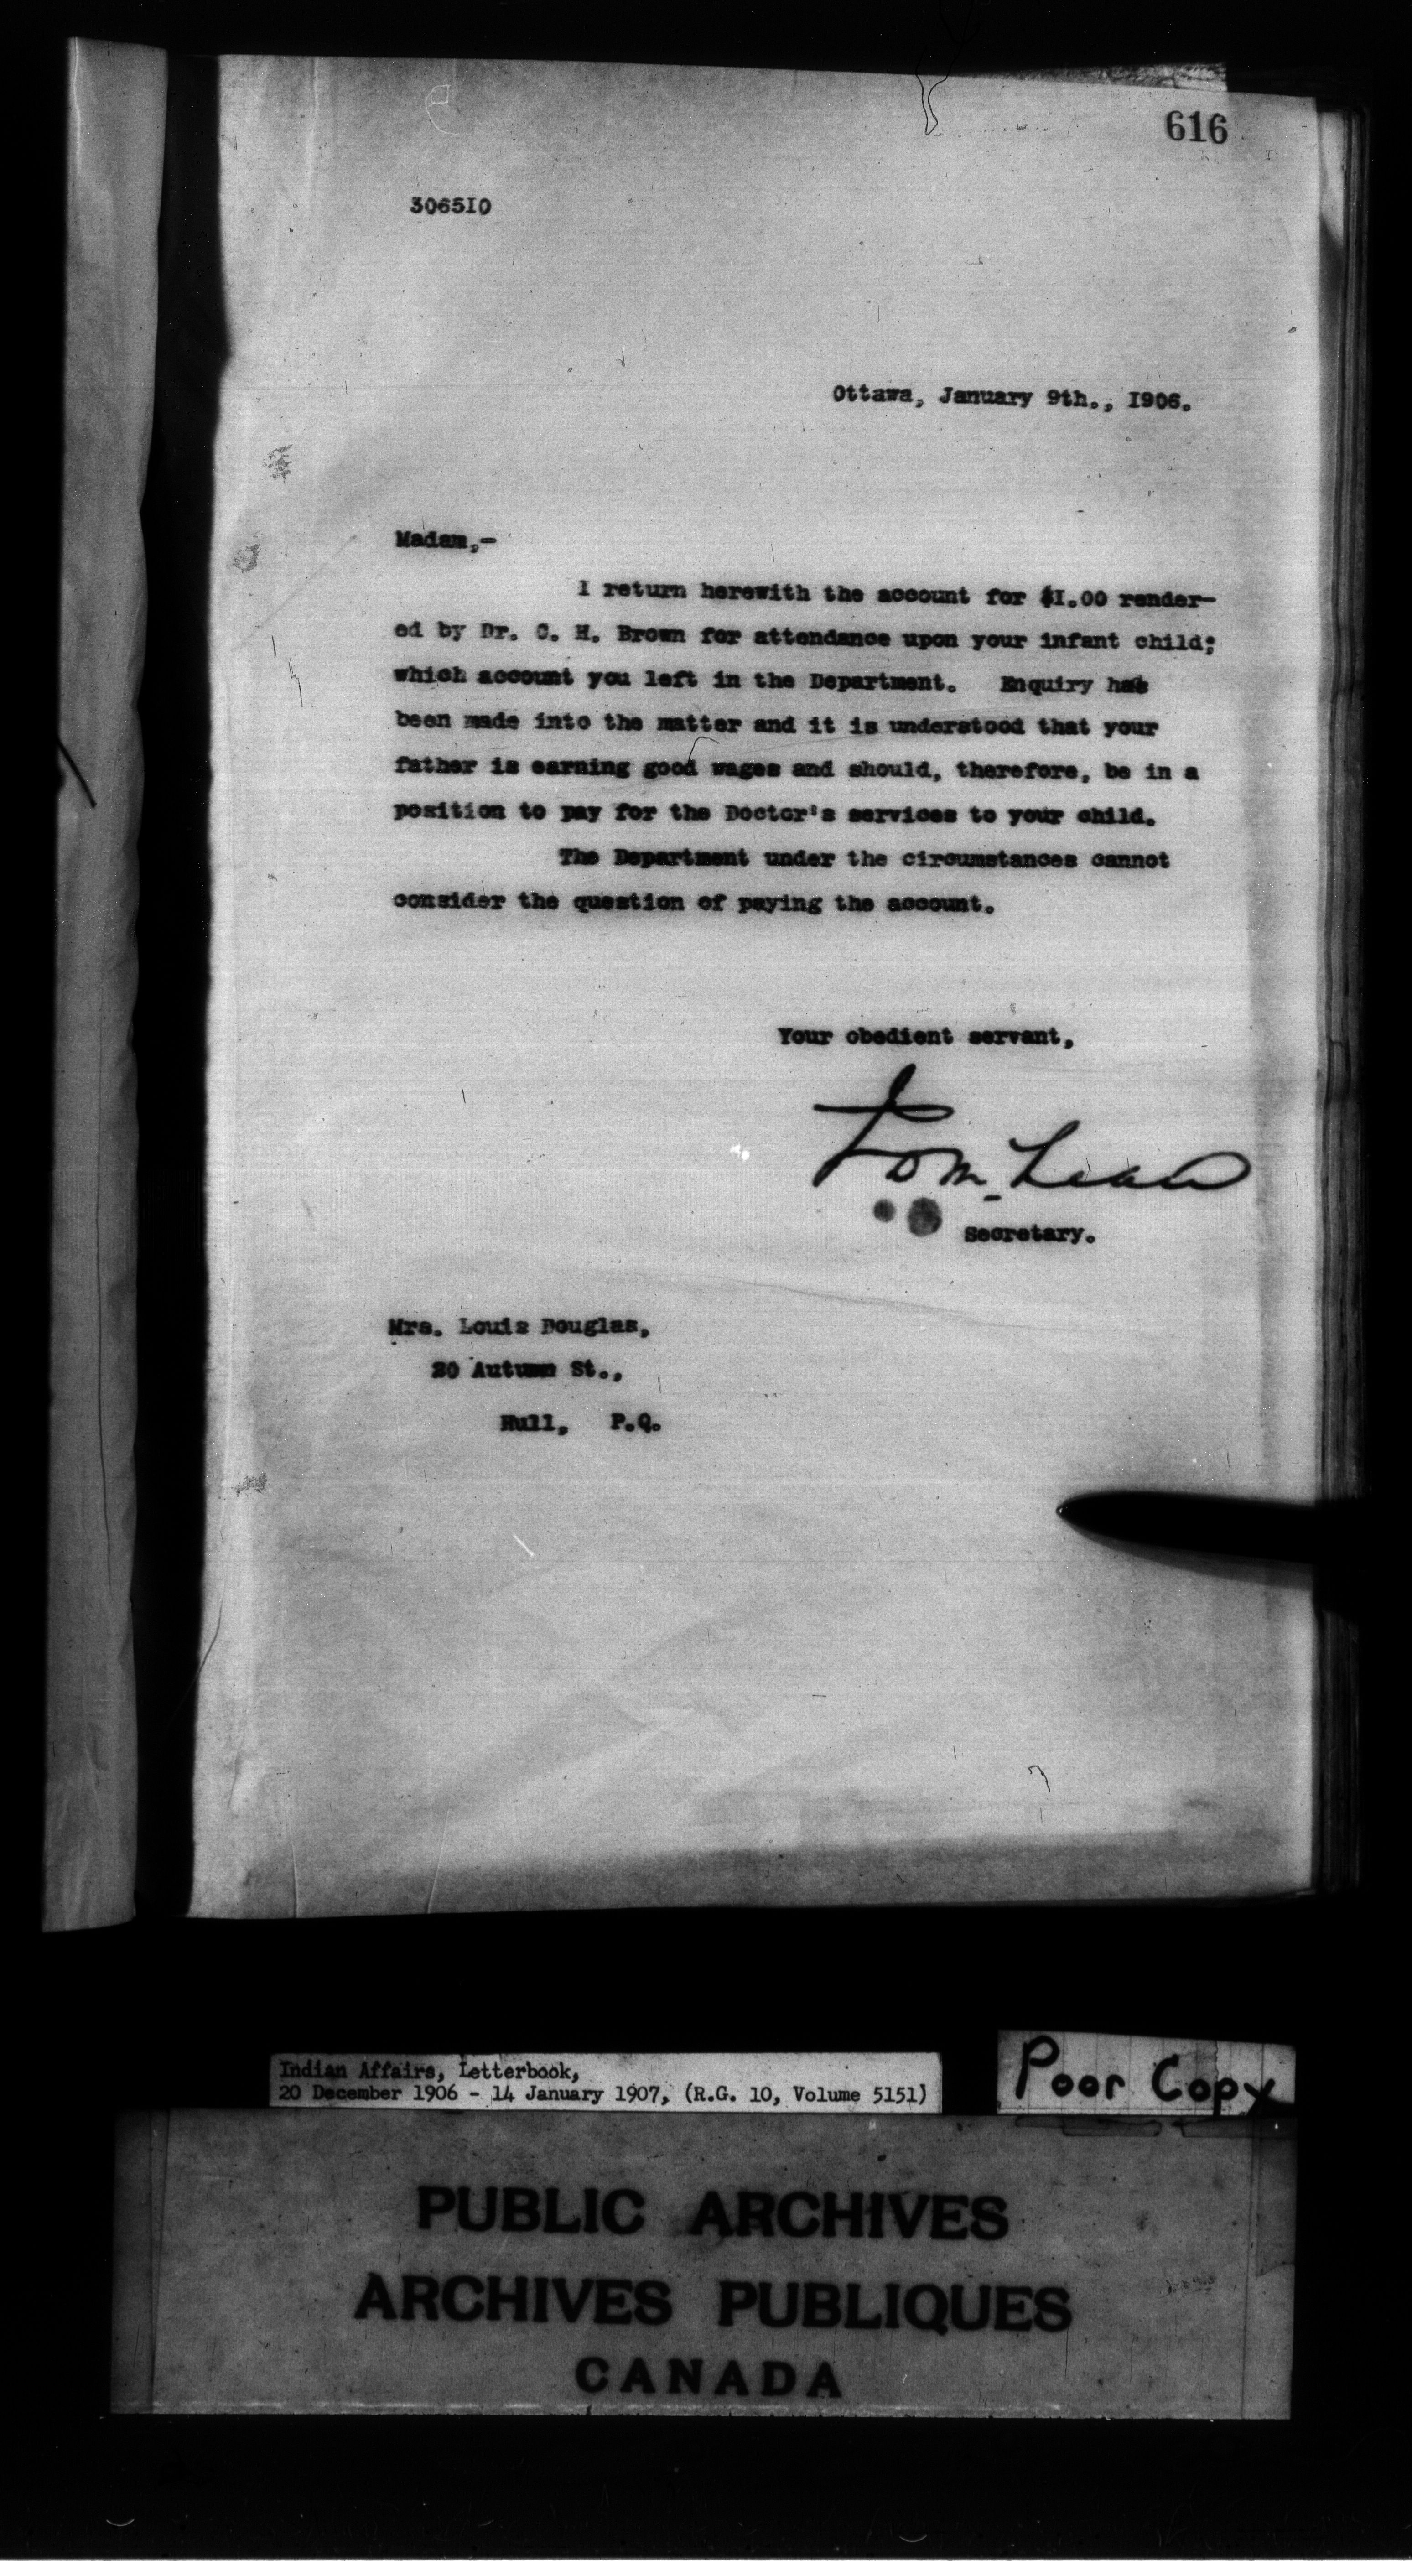 616
306510
Ottawa, January 9th., 1906.
Madam,-
I return herewith the account for $1.00 render-
ed by Dr. C. H. Brown for attendance upon your infant child;
which account you left in the Department. Enquiry has
been made into the matter and it is understood that your
father is earning good wages and should, therefore, be in a
position to pay for the Doctor's services to your child.
The Department under the circumstances cannot
consider the question of paying the account.
Your obedient servant,
Secretary.
Mrs. Louis Douglas,
20 Autumn St.,
Hull, P.Q.
Indian Affairs, Letterbook,
20 December 1906 - 14 January 1907, (R.G. 10, Volume 5151)
Poor Copy
PUBLIC ARCHIVES
ARCHIVES PUBLIQUES
CANADA